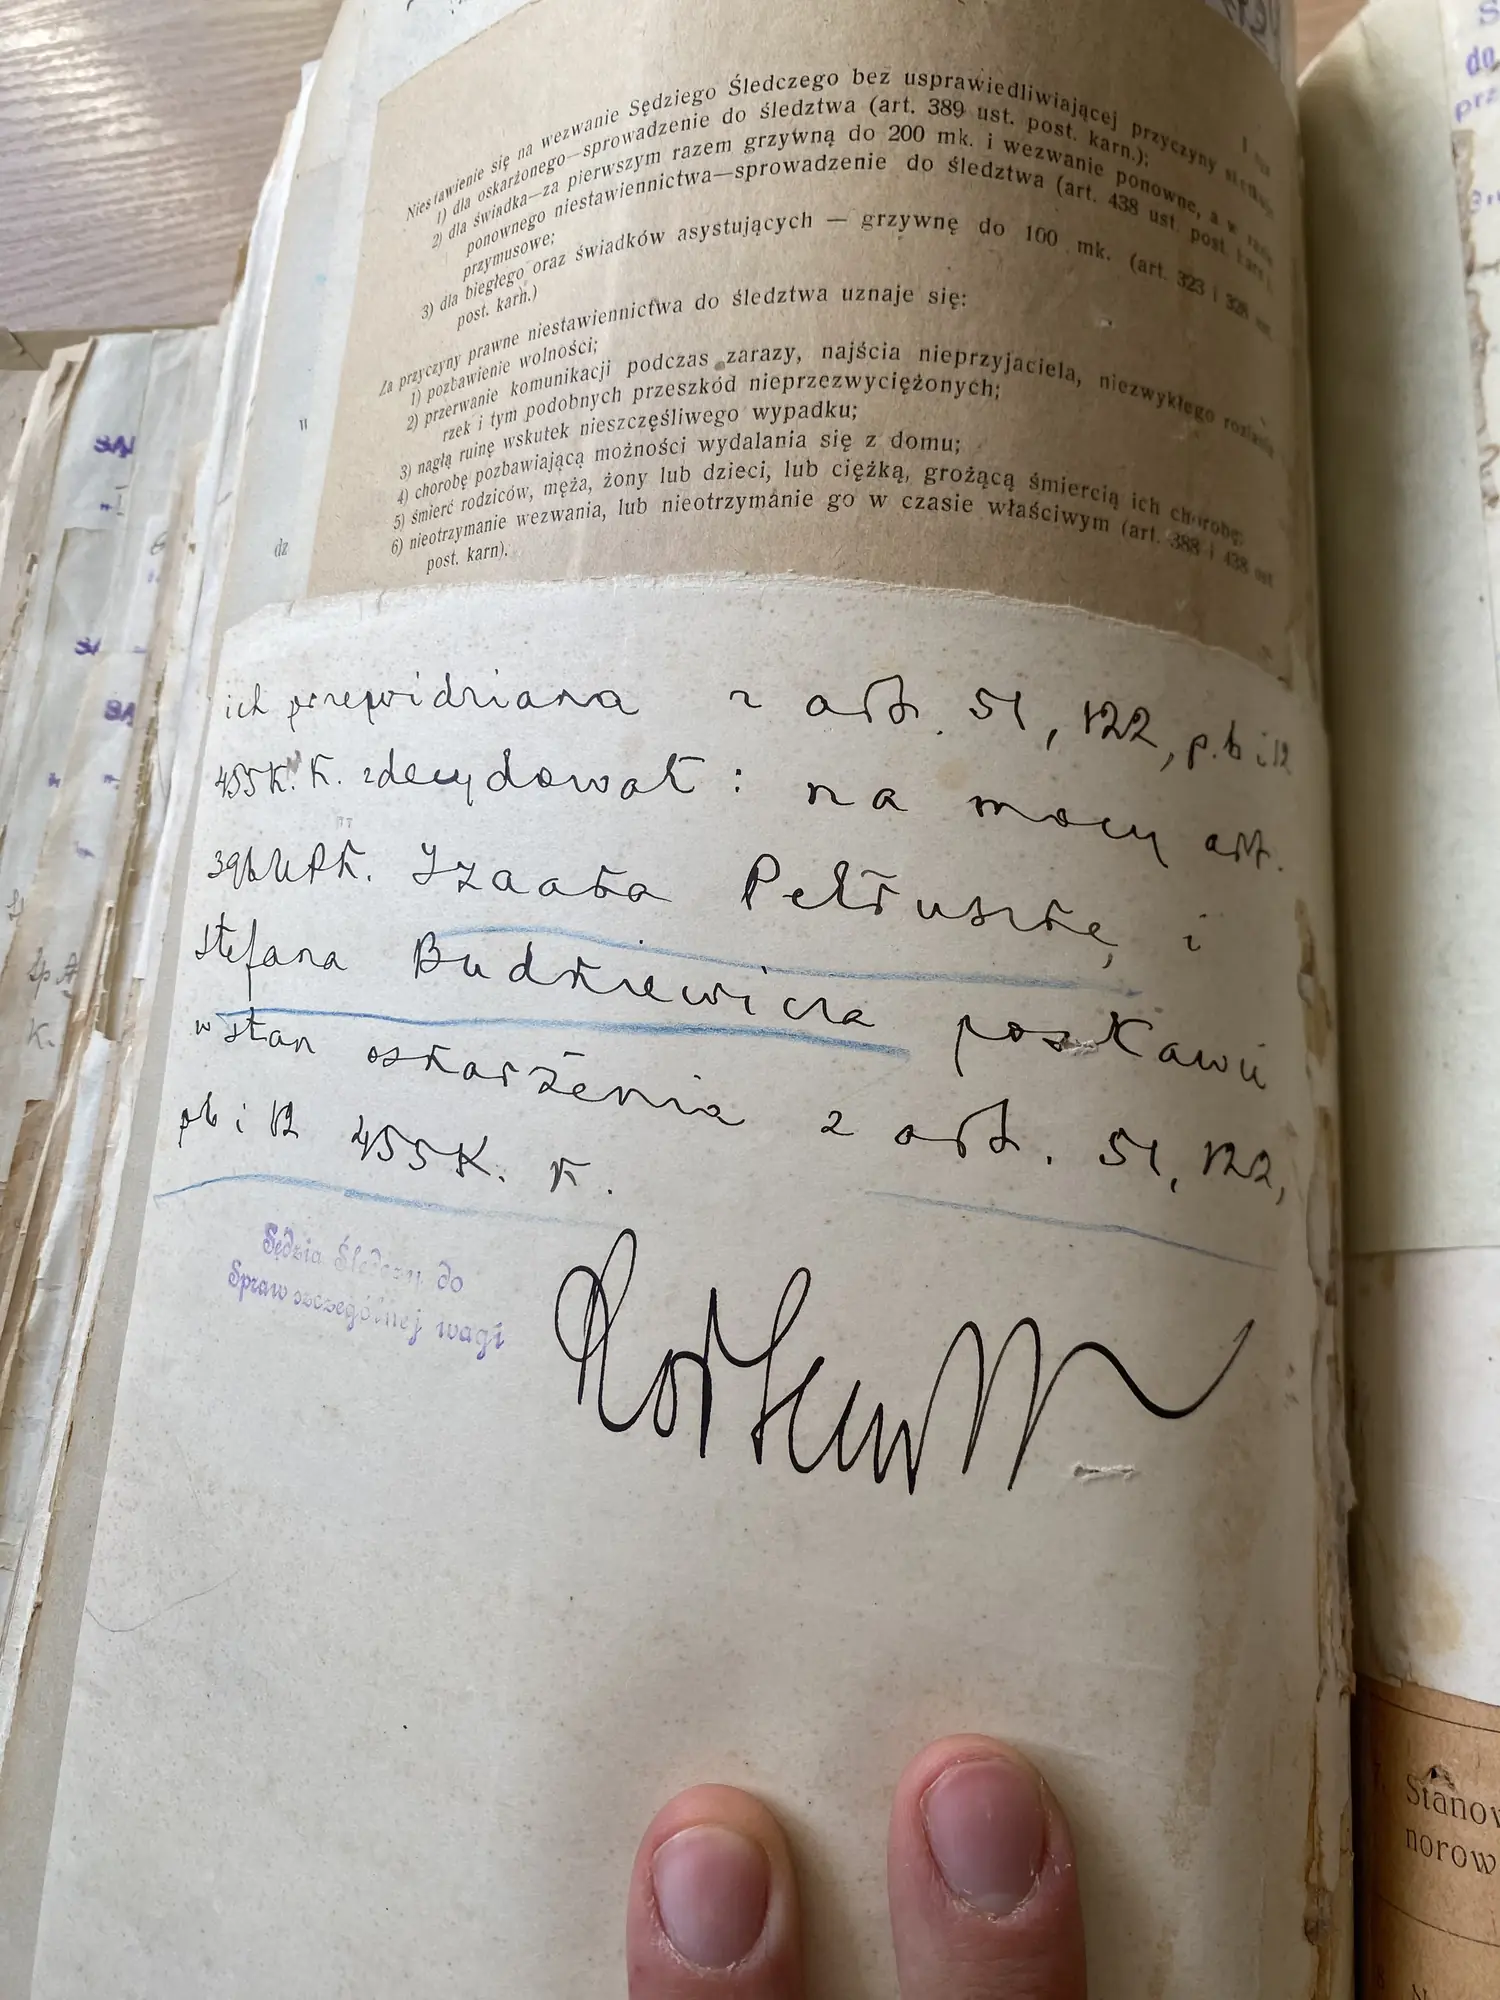 Niestawienie się na wezwanie Sędziego Śledczego bez usprawiedliwiającej przyczyny
1) dla oskarżonego—sprowadzenie do śledztwa (art. 389 ust. post. karn.);
2) dla świadka—za pierwszym razem grzywną do 200 mk. i wezwanie ponowne, a w razie
ponownego niestawiennictwa—sprowadzenie do śledztwa (art. 438 ust. post. karn.)
przymusowe;
3) dla biegłego oraz świadków asystujących — grzywnę do 100 mk. (art. 323 i 328 ust.
post. karn.)
Za przyczyny prawne niestawiennictwa do śledztwa uznaje się:
1) pozbawienie wolności;
2) przerwanie komunikacji podczas zarazy, najścia nieprzyjaciela, niezwykłego rozlania
rzek i tym podobnych przeszkód nieprzezwyciężonych;
3) nagłą ruinę wskutek nieszczęśliwego wypadku;
4) chorobę pozbawiającą możności wydalania się z domu;
5) śmierć rodziców, męża, żony lub dzieci, lub ciężką, grożącą śmiercią ich chorobę;
6) nieotrzymanie wezwania, lub nieotrzymanie go w czasie właściwym (art. 388 i 438 ust
post. karn).
ich przewidziana z art. 51, 122, p. 6 i 12
455 K. K. zdecydował: na mocy art.
396 UPK. Izaaka i
Stefana Budkiewicza postawić
w stan oskarżenia z art. 51, 122,
p 6 i 12 455 K. K.
Sędzia Śledczy do
Spraw szczególnej wagi
Stanow
norow